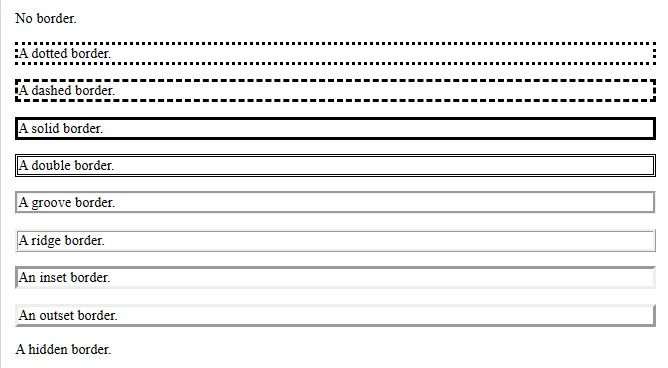 No border.
A dotted border.
A dashed border.
A solid border.
A double border.
A groove border.
A ridge border.
An inset border.
An outset border.
A hidden border.